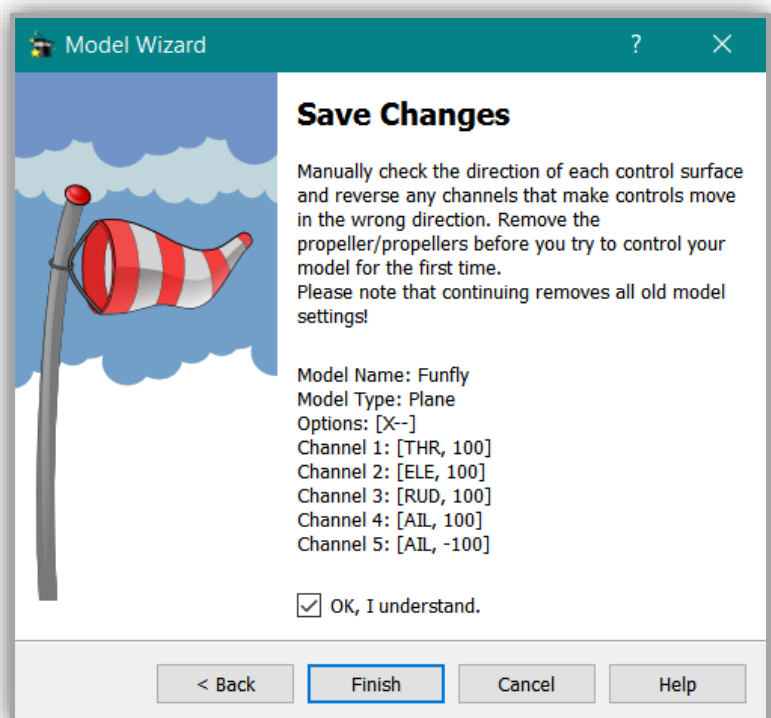 Model Wizard
?
Save Changes
Manually check the direction of each control surface
and reverse any channels that make controls move
in the wrong direction. Remove the
propeller/propellers before you try to control your
model for the first time.
Please note that continuing removes all old model
settings!
Model Name: Funfly
Model Type: Plane
Options: [X--]
Channel 1: [THR, 100]
Channel 2: [ELE, 100]
Channel 3: [RUD, 100]
Channel 4: [AIL, 100]
Channel 5: [AIL, -100]
OK, I understand.
< Back
Finish
Cancel
Help